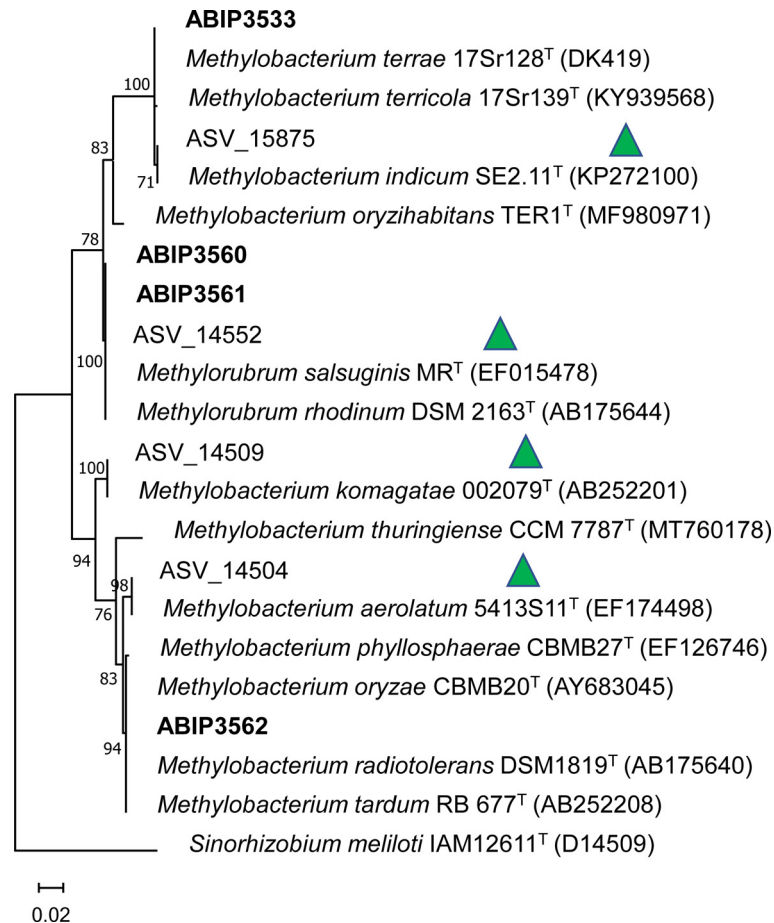 ABIP3533
Methylobacterium terrae 17Sr128ᵀ (DK419)
100
Methylobacterium terricola 17Sr139ᵀ (KY939568)
ASV_15875
83
71
Methylobacterium indicum SE2.11ᵀ (KP272100)
Methylobacterium oryzihabitans TER1ᵀ (MF980971)
78
ABIP3560
ABIP3561
ASV_14552
100
Methylorubrum salsuginis MRᵀ (EF015478)
Methylorubrum rhodinum DSM 2163ᵀ (AB175644)
ASV_14509
100
Methylobacterium komagatae 002079ᵀ (AB252201)
Methylobacterium thuringiense CCM 7787ᵀ (MT760178)
94
ASV_14504
98
76
Methylobacterium aerolatum 5413S11ᵀ (EF174498)
Methylobacterium phyllosphaerae CBMB27ᵀ (EF126746)
83
Methylobacterium oryzae CBMB20ᵀ (AY683045)
ABIP3562
94
Methylobacterium radiotolerans DSM1819ᵀ (AB175640)
Methylobacterium tardum RB 677ᵀ (AB252208)
Sinorhizobium meliloti IAM12611ᵀ (D14509)
0.02